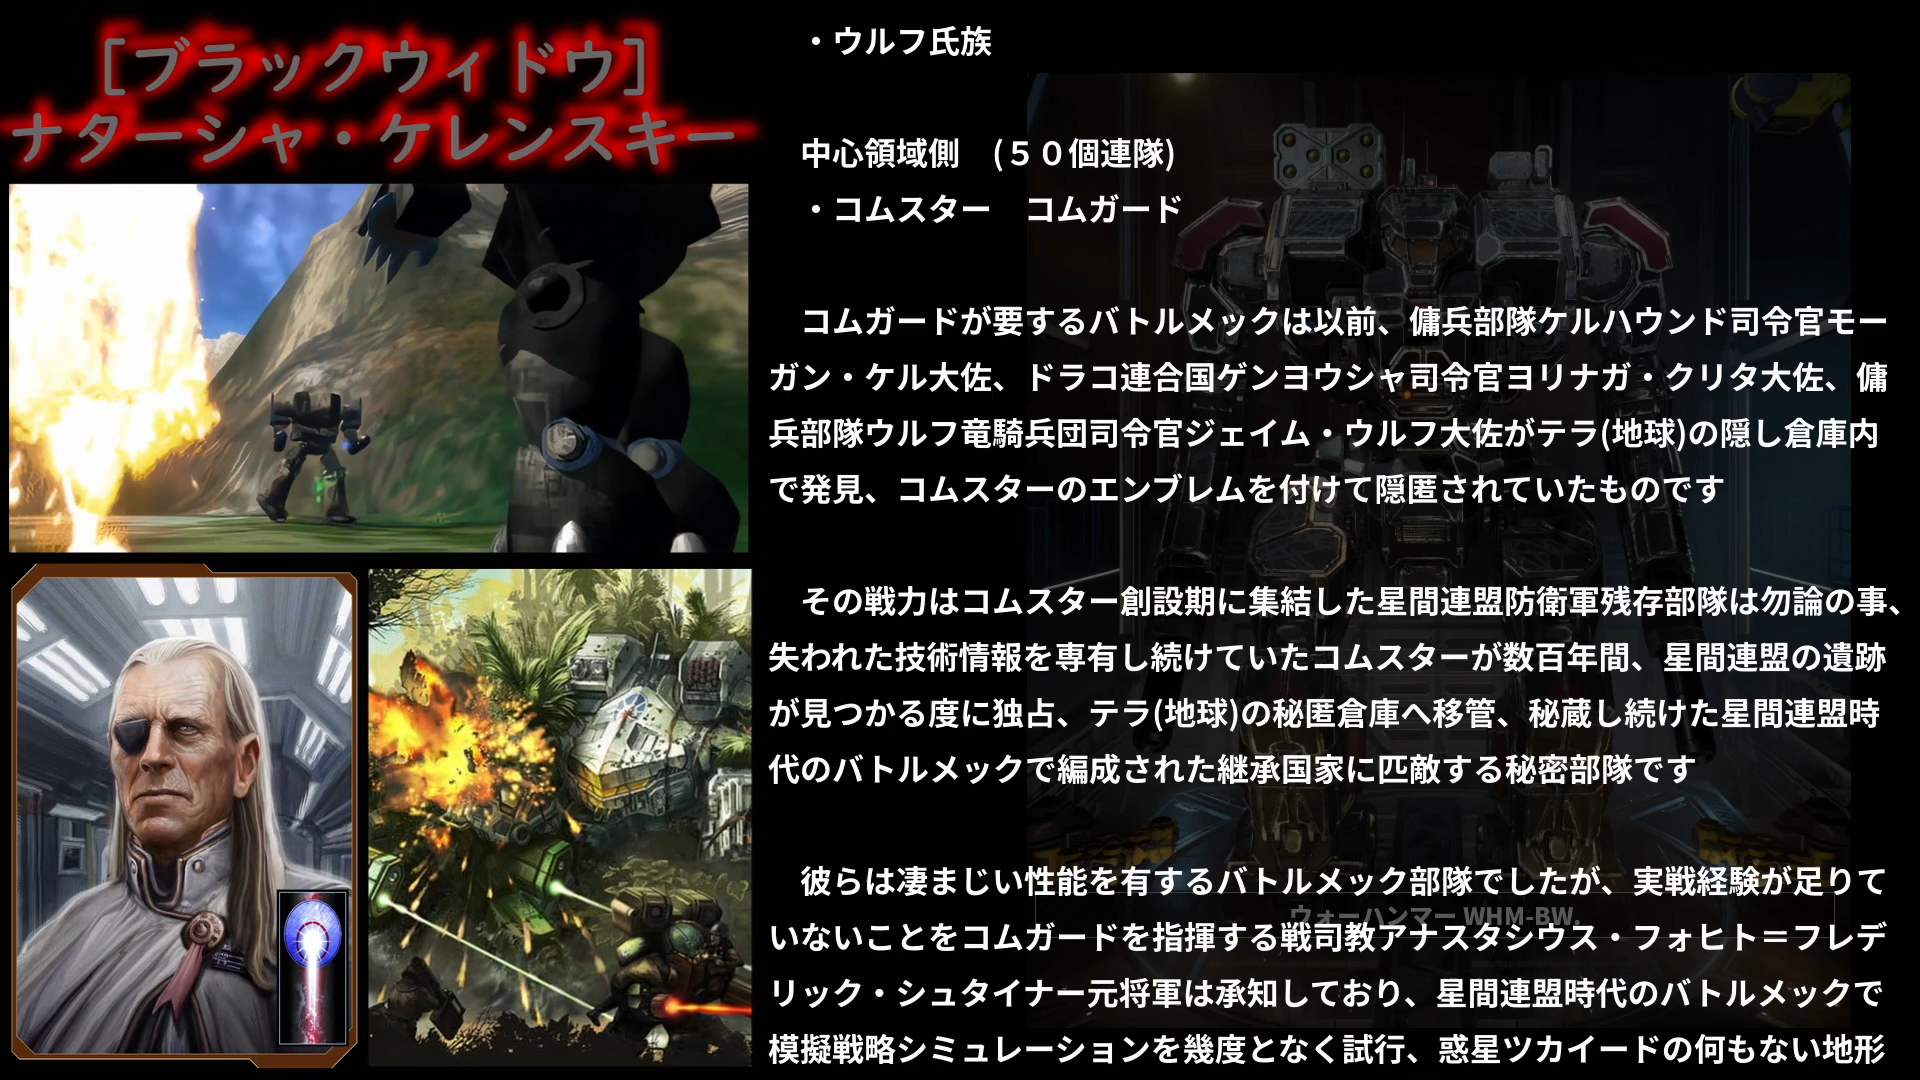 [ブラックウィドウ]
ナターシャ・ケレンスキー
・ウルフ氏族
中心領域側　(５０個連隊)
・コムスター　コムガード
コムガードが要するバトルメックは以前、傭兵部隊ケルハウンド司令官モー
ガン・ケル大佐、ドラコ連合国ゲンヨウシャ司令官ヨリナガ・クリタ大佐、傭
兵部隊ウルフ竜騎兵団司令官ジェイム・ウルフ大佐がテラ(地球)の隠し倉庫内
で発見、コムスターのエンブレムを付けて隠匿されていたものです
その戦力はコムスター創設期に集結した星間連盟防衛軍残存部隊は勿論の事、
失われた技術情報を専有し続けていたコムスターが数百年間、星間連盟の遺跡
が見つかる度に独占、テラ(地球)の秘匿倉庫へ移管、秘蔵し続けた星間連盟時
代のバトルメックで編成された継承国家に匹敵する秘密部隊です
彼らは凄まじい性能を有するバトルメック部隊でしたが、実戦経験が足りて
ウォーハンマー WHM-BW.
いないことをコムガードを指揮する戦司教アナスタシウス・フォヒト＝フレデ
リック・シュタイナー元将軍は承知しており、星間連盟時代のバトルメックで
模擬戦略シミュレーションを幾度となく試行、惑星ツカイードの何もない地形